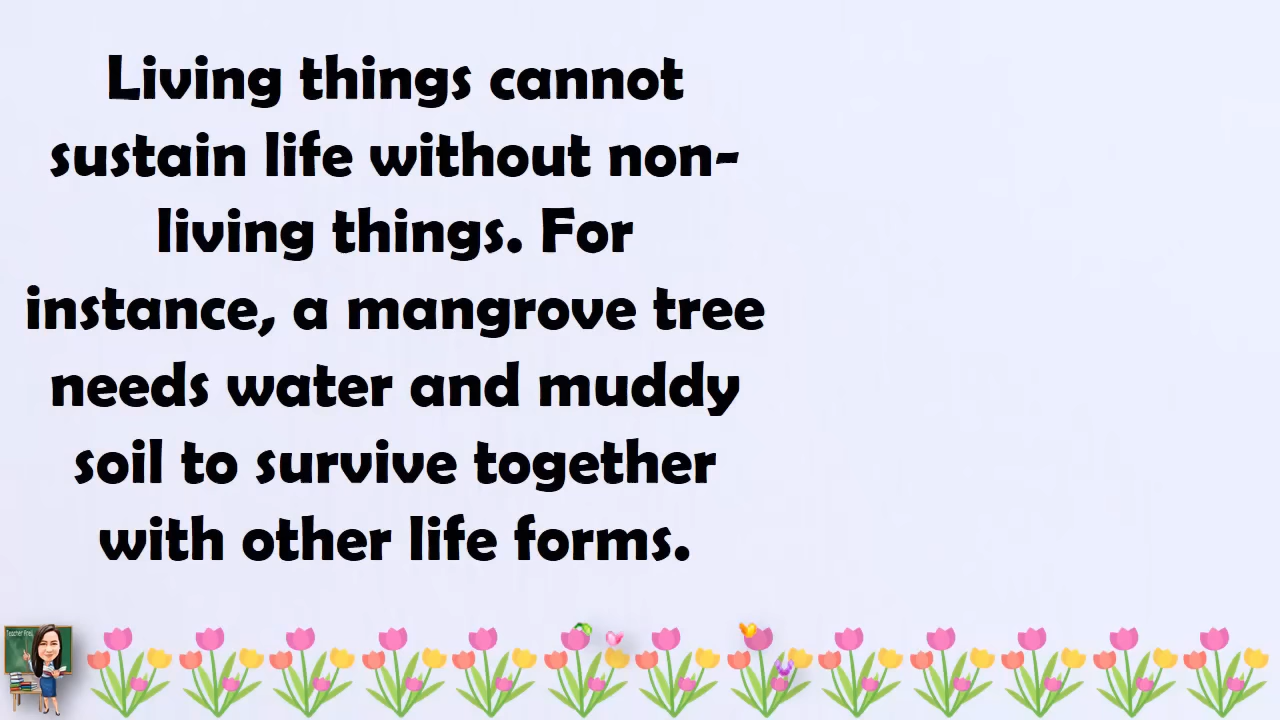 Living things cannot
sustain life without non-
living things. For
instance, a mangrove tree
needs water and muddy
soil to survive together
with other life forms.
Teacher